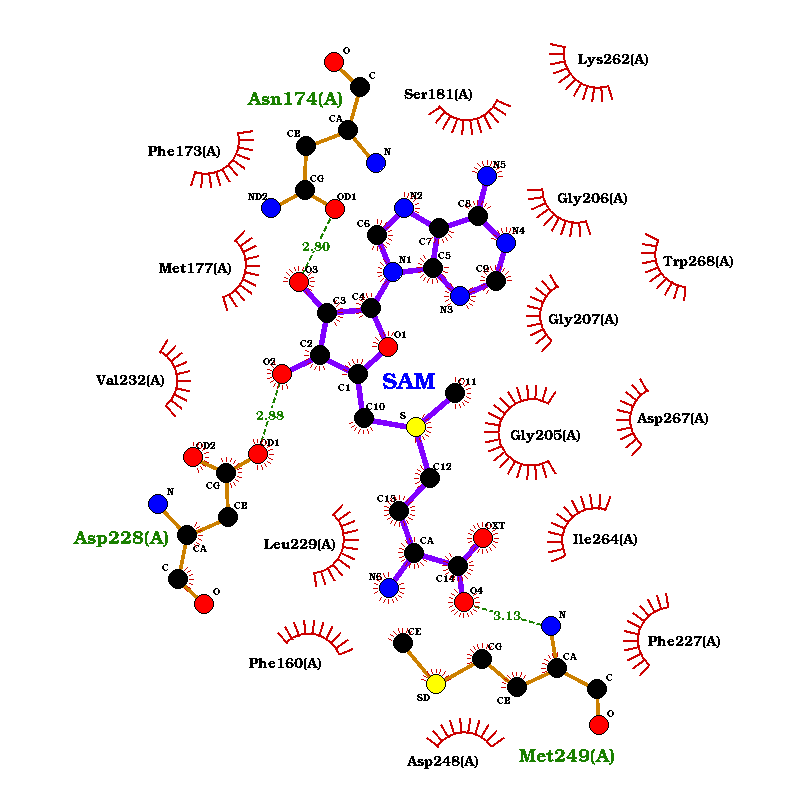 O
C
Lys262(A)
Asn174(A)
Ser181(A)
CA
CB
Phe173(A)
N
N5
CG
ND2
OD1
N2
C8
Gly206(A)
C6
C7
N4
2.80
Met177(A)
O3
N1
C5
C9
Trp268(A)
C3
C4
N3
Gly207(A)
O1
C2
O2
C1
SAM
Val232(A)
C11
2.88
C10
S
Asp267(A)
OD2
OD1
Gly205(A)
CG
C12
N
C13
CB
OXT
Asp228(A)
CA
Leu229(A)
Ile264(A)
CA
C
N6
C14
O
O4
3.13
N
CE
Phe227(A)
CG
CA
Phe160(A)
C
SD
CB
O
Met249(A)
Asp248(A)